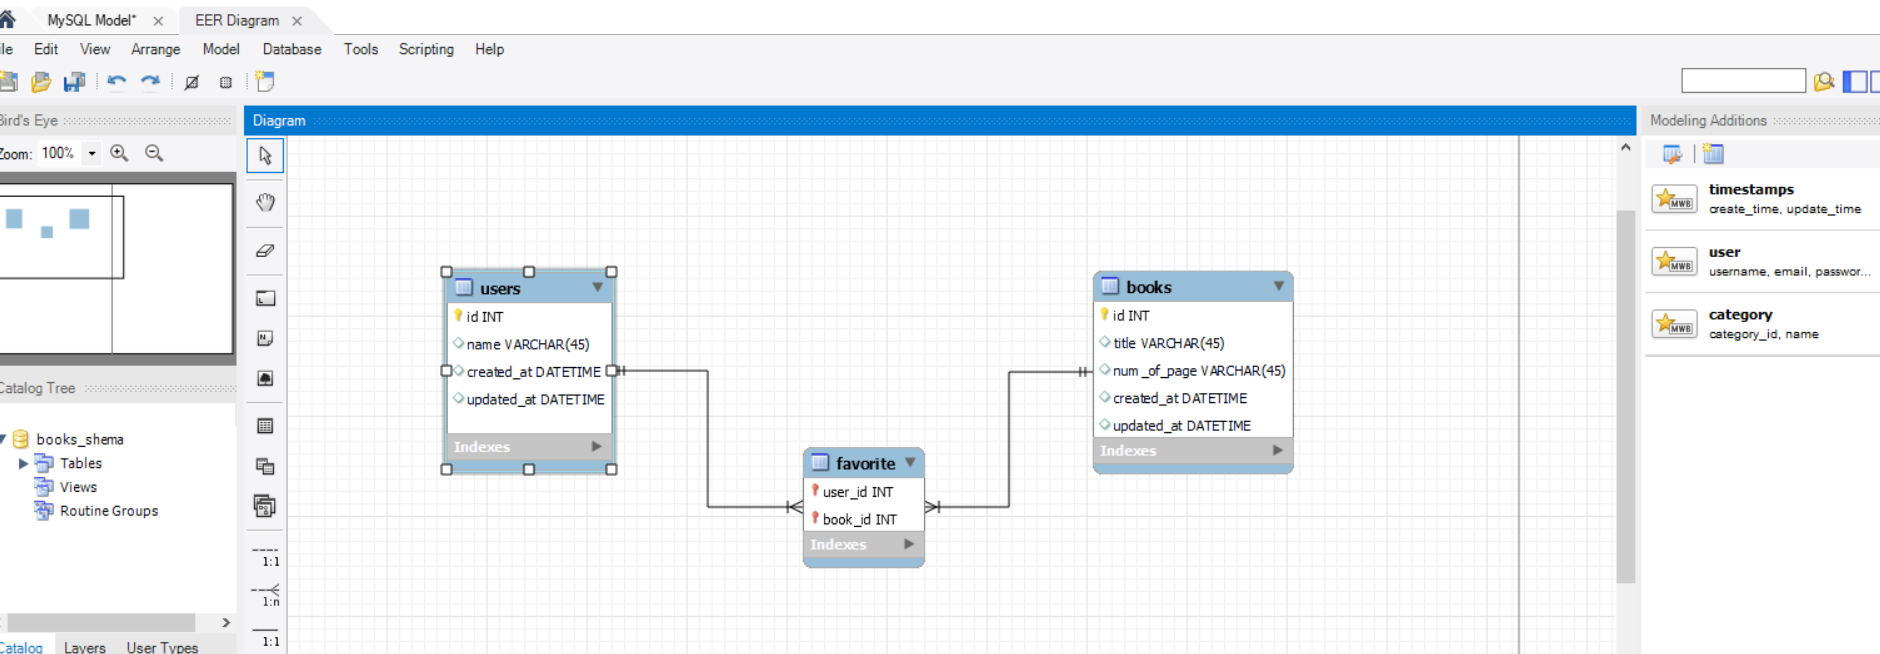 MySQL Model*
EER Diagram
ile Edit View Arrange Model Database Tools Scripting Help
Bird's Eye
Diagram
Modeling Additions
Zoom: 100%
timestamps
create_time, update_time
user
username, email, passwor...
category
category_id, name
users
id INT
name VARCHAR(45)
created_at DATETIME
updated_at DATETIME
Indexes
books
id INT
title VARCHAR(45)
num_of_page VARCHAR(45)
created_at DATETIME
updated_at DATETIME
Indexes
favorite
user_id INT
book_id INT
Indexes
Catalog Tree
books_shema
Tables
Views
Routine Groups
1:1
1:n
1:1
Catalog Layers User Types
MWB
MWB
MWB